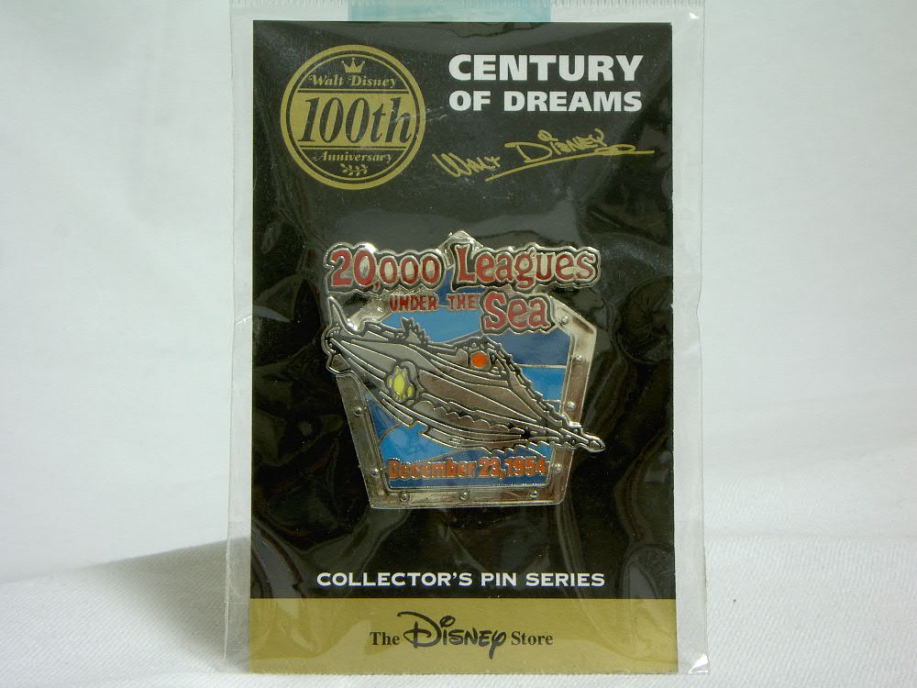 Walt Disney
100th
Anniversary
CENTURY
OF DREAMS
Walt Disney
20,000 Leagues
UNDER THE Sea
December 23, 1954
COLLECTOR'S PIN SERIES
The Disney Store